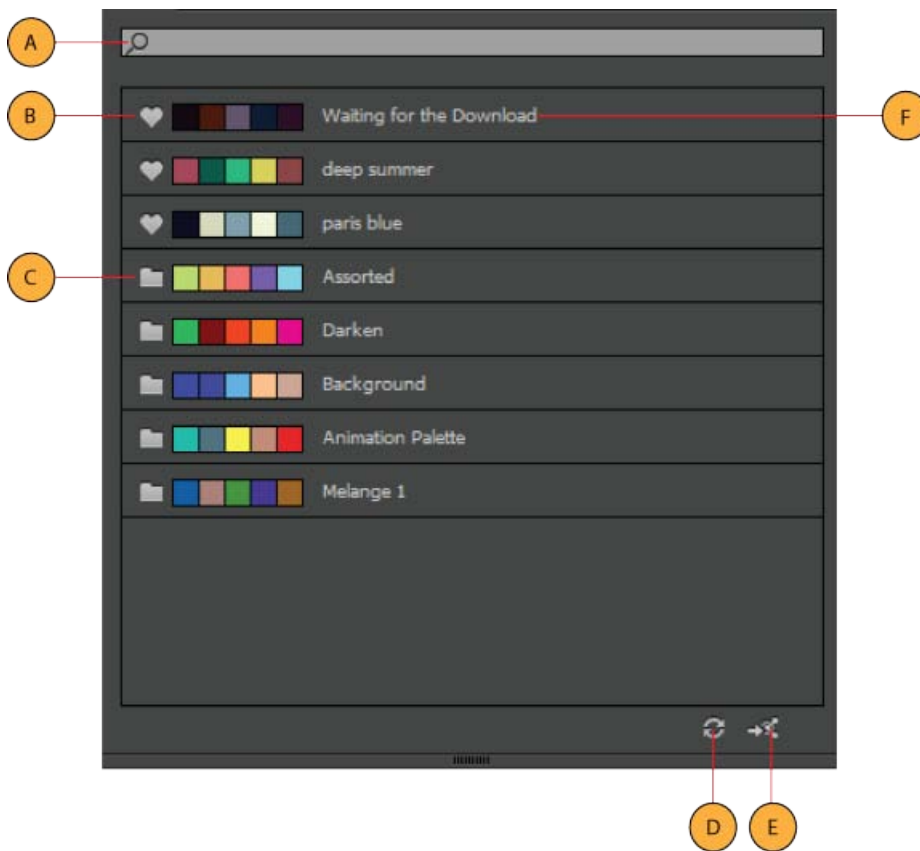 A
B
Waiting for the Download
F
deep summer
paris blue
C
Assorted
Darken
Background
Animation Palette
Melange 1
D
E